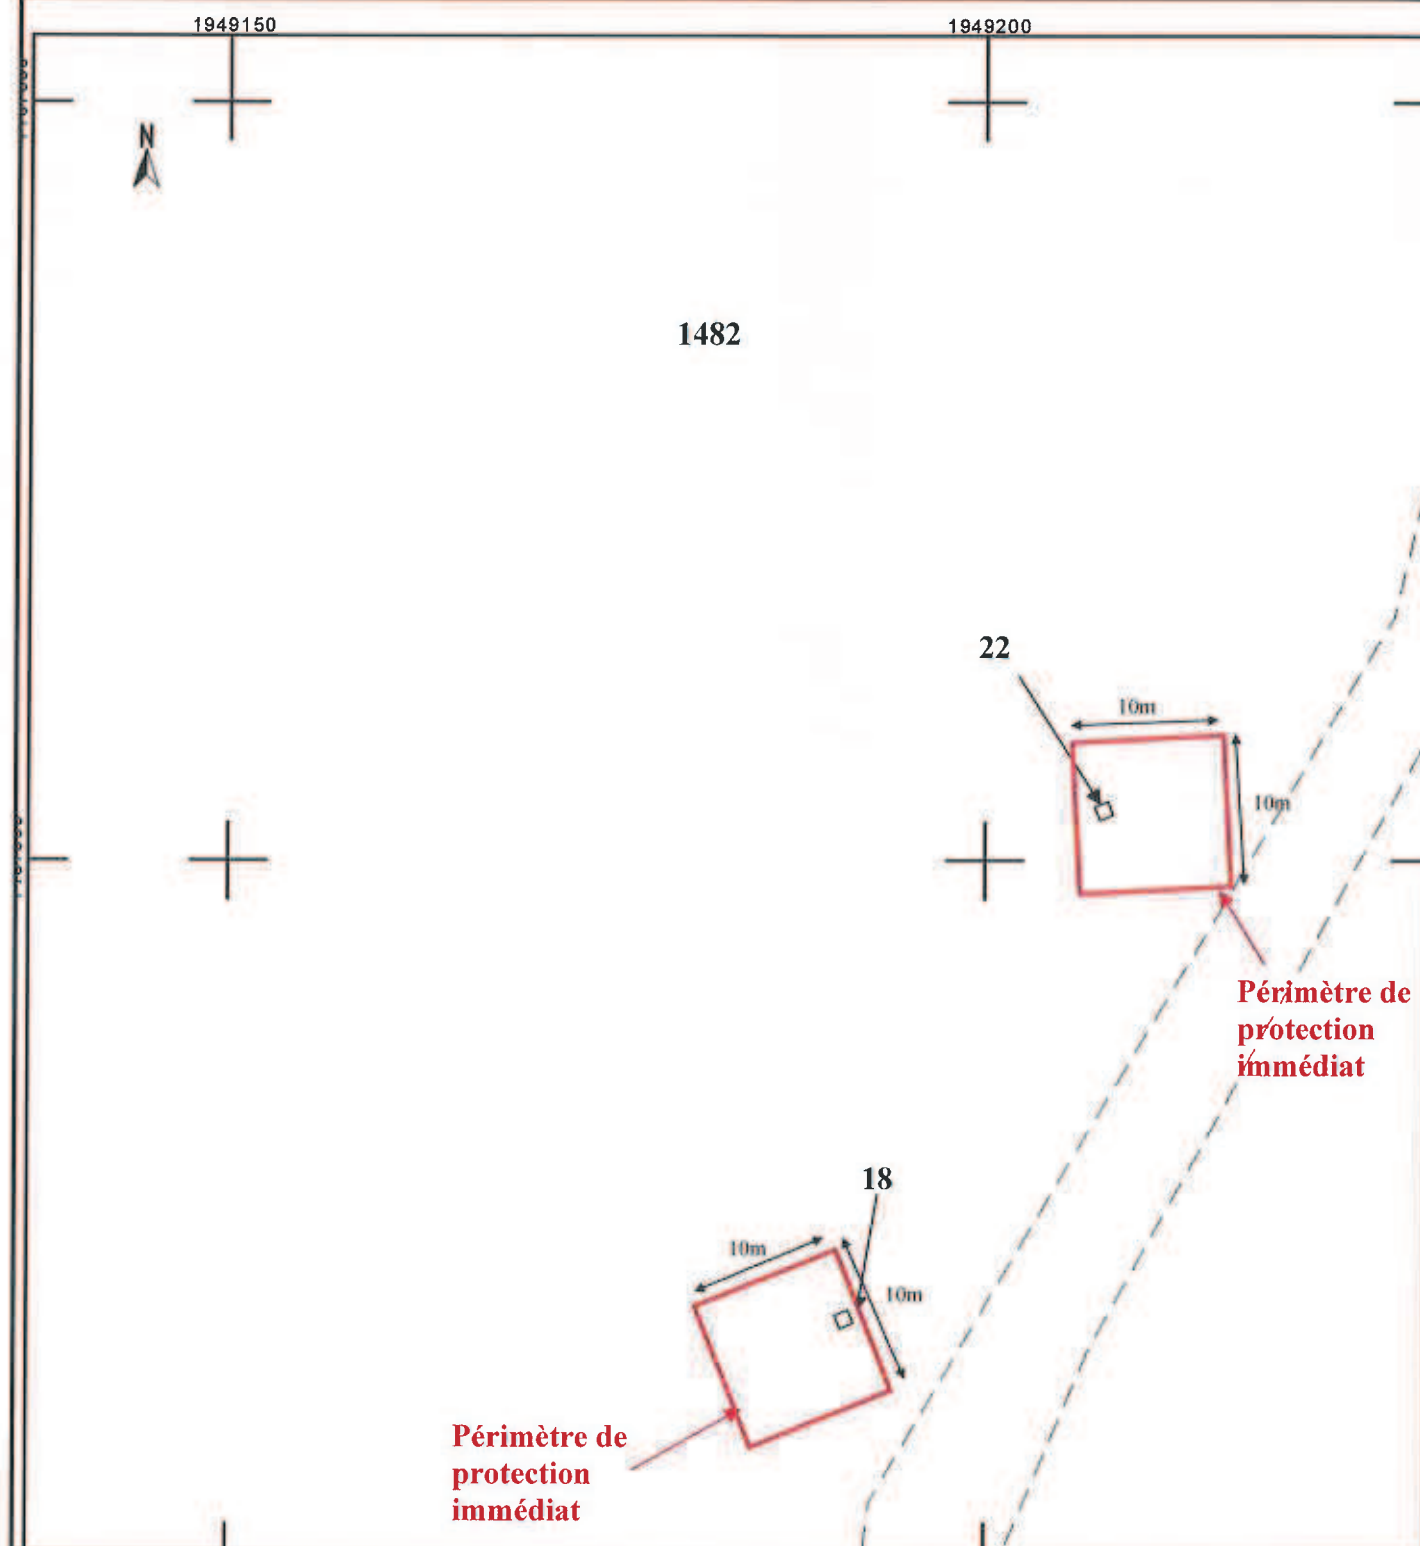 1949150
1949200
N
1482
22
10m
10m
Périmètre de
protection
immédiat
18
10m
10m
Périmètre de
protection
immédiat